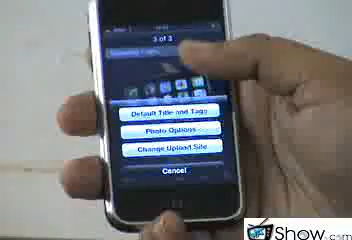 3 of 3
Default Title and Tags
Photo Options
Change Upload Site
Cancel
Show.com